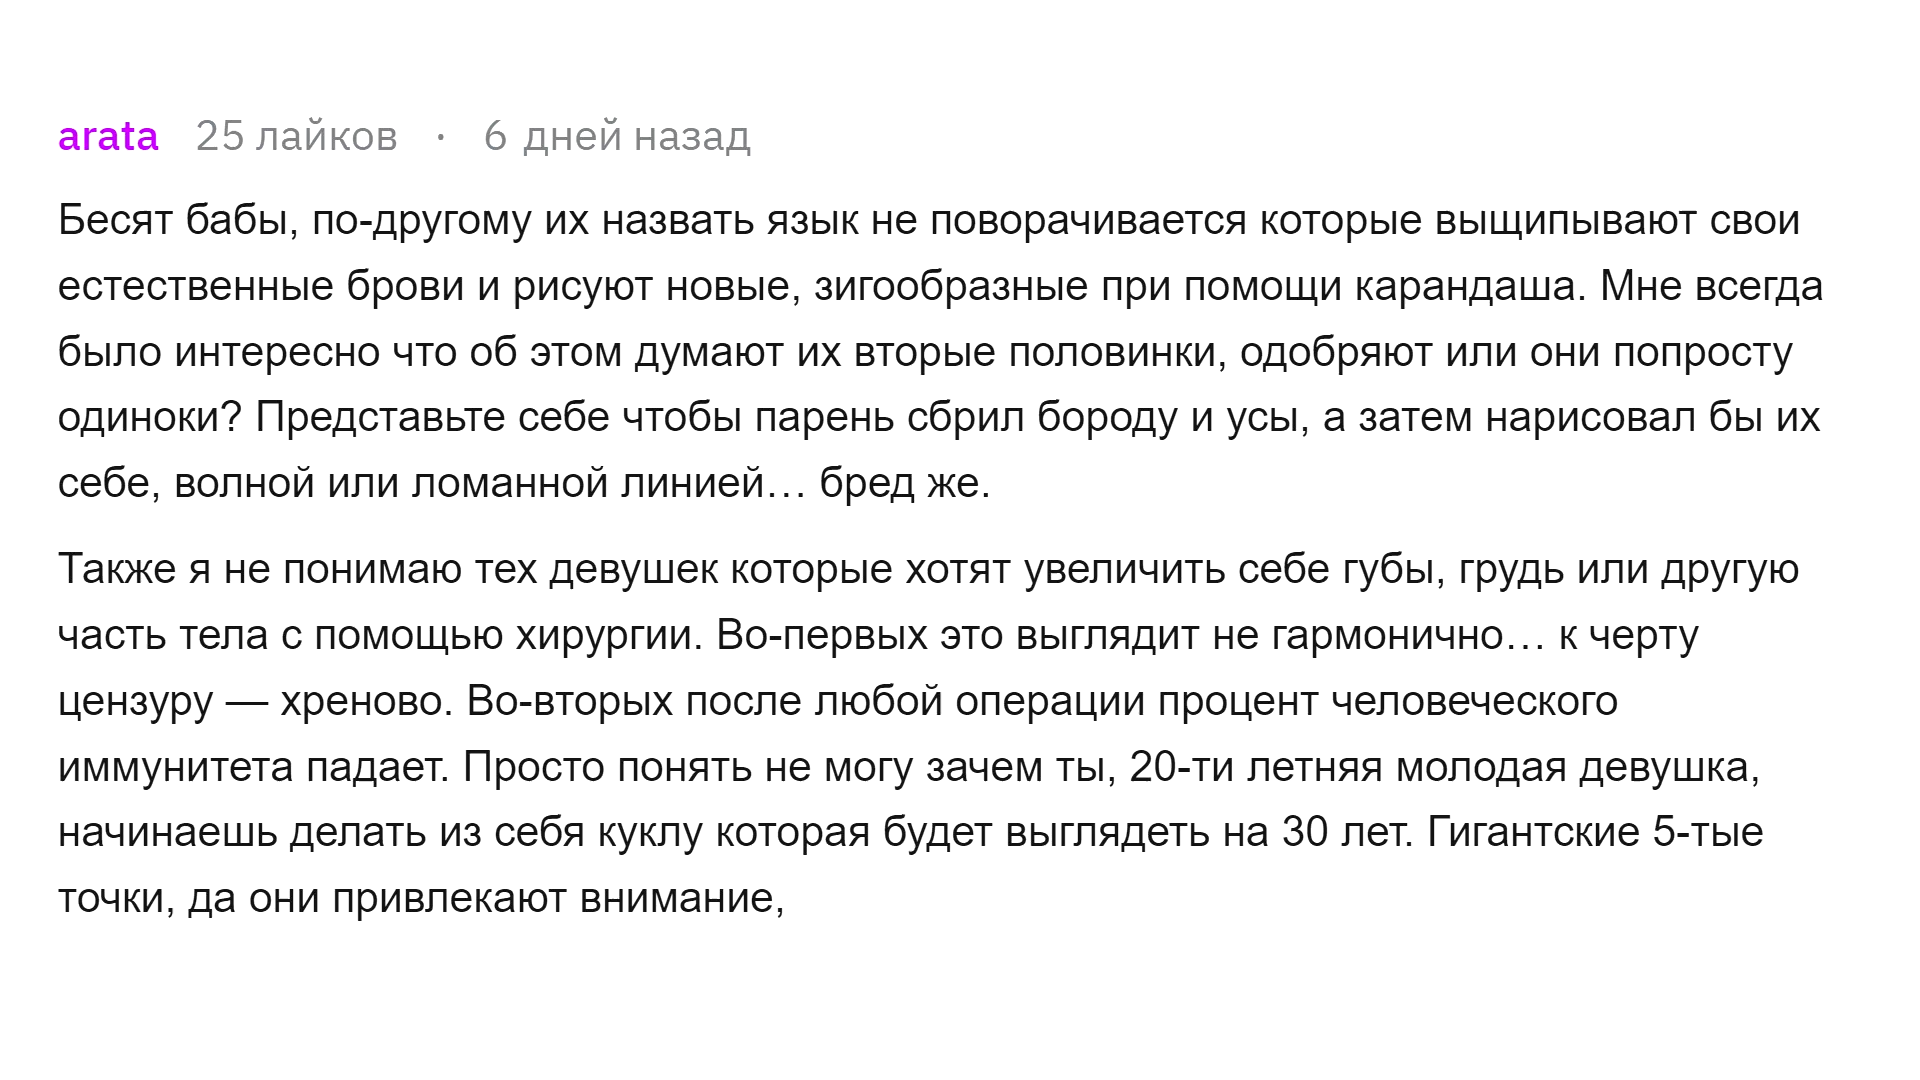 arata 25 лайков · 6 дней назад
Бесят бабы, по-другому их назвать язык не поворачивается которые выщипывают свои
естественные брови и рисуют новые, зигообразные при помощи карандаша. Мне всегда
было интересно что об этом думают их вторые половинки, одобряют или они попросту
одиноки? Представьте себе чтобы парень сбрил бороду и усы, а затем нарисовал бы их
себе, волной или ломанной линией… бред же.
Также я не понимаю тех девушек которые хотят увеличить себе губы, грудь или другую
часть тела с помощью хирургии. Во-первых это выглядит не гармонично… к черту
цензуру — хреново. Во-вторых после любой операции процент человеческого
иммунитета падает. Просто понять не могу зачем ты, 20-ти летняя молодая девушка,
начинаешь делать из себя куклу которая будет выглядеть на 30 лет. Гигантские 5-тые
точки, да они привлекают внимание,